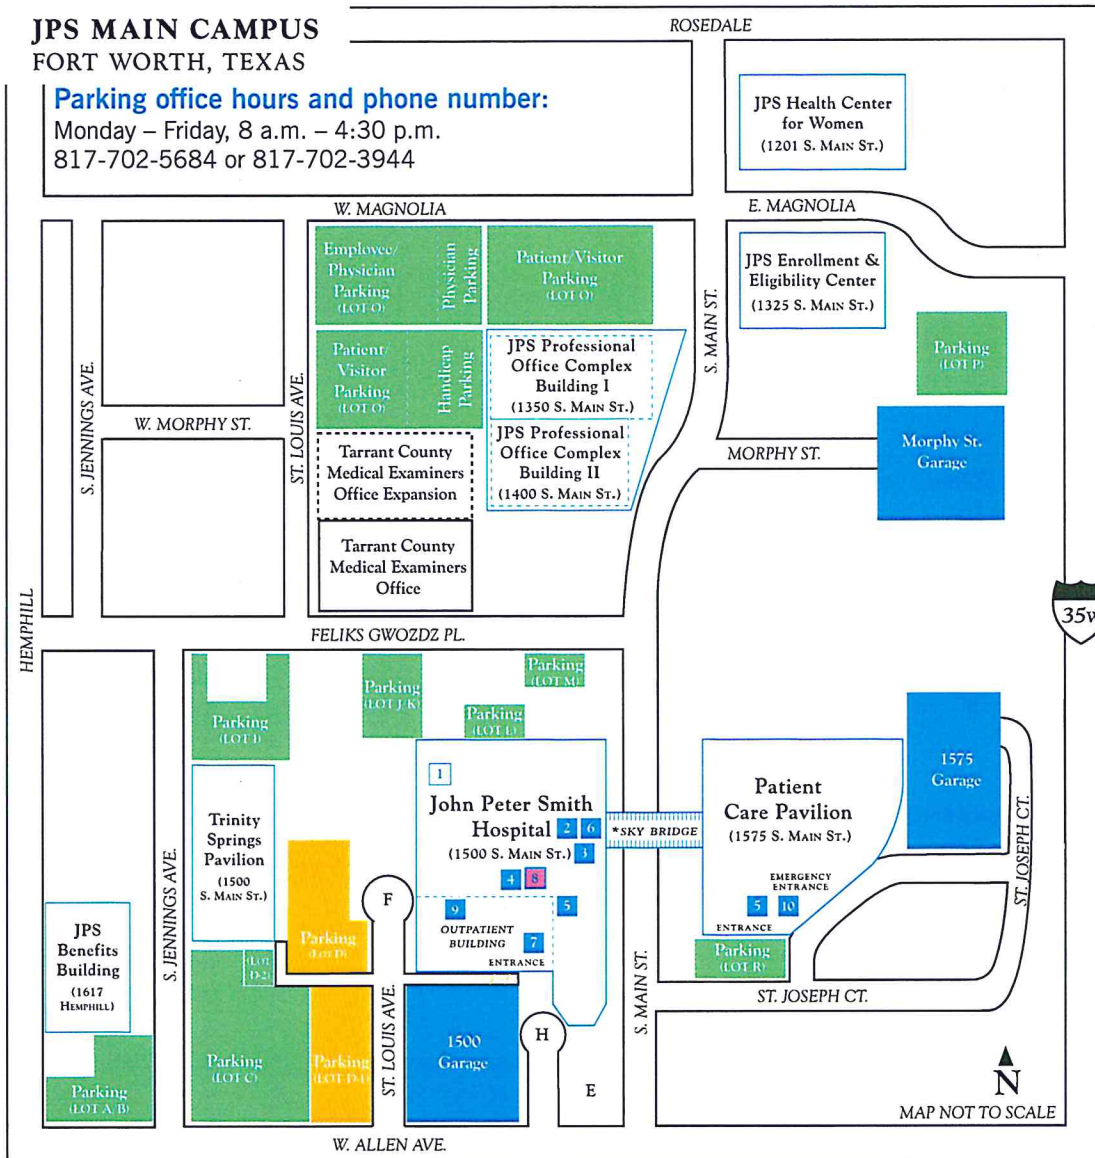 JPS MAIN CAMPUS
FORT WORTH, TEXAS
Parking office hours and phone number:
Monday – Friday, 8 a.m. – 4:30 p.m.
817-702-5684 or 817-702-3944
ROSEDALE
JPS Health Center
for Women
(1201 S. MAIN ST.)
W. MAGNOLIA
E. MAGNOLIA
Employee/
Physician
Parking
(LOT O)
Physician
Parking
Patient/Visitor
Parking
(LOT O)
JPS Enrollment &
Eligibility Center
(1325 S. MAIN ST.)
S. MAIN ST.
Parking
(LOT P)
Patient/
Visitor
Parking
(LOT O)
Handicap
Parking
JPS Professional
Office Complex
Building I
(1350 S. MAIN ST.)
JPS Professional
Office Complex
Building II
(1400 S. MAIN ST.)
S. JENNINGS AVE.
W. MORPHY ST.
ST. LOUIS AVE.
MORPHY ST.
Morphy St.
Garage
Tarrant County
Medical Examiners
Office Expansion
Tarrant County
Medical Examiners
Office
HEMPHILL
35W
FELIKS GWOZDZ PL.
Parking
(LOT I)
Parking
(LOT J/K)
Parking
(LOT M)
Parking
(LOT L)
1
John Peter Smith
Hospital
2
6
(1500 S. MAIN ST.)
3
4
8
9
5
OUTPATIENT
BUILDING
7
ENTRANCE
*SKY BRIDGE
Patient
Care Pavilion
(1575 S. MAIN ST.)
EMERGENCY
ENTRANCE
5
10
ENTRANCE
1575
Garage
ST. JOSEPH CT.
Trinity
Springs
Pavilion
(1500
S. MAIN ST.)
S. JENNINGS AVE.
F
JPS
Benefits
Building
(1617
HEMPHILL)
Parking
(LOT D)
(LOT
D-2)
Parking
(LOT R)
ST. JOSEPH CT.
S. MAIN ST.
Parking
(LOT C)
Parking
(LOT D-1)
ST. LOUIS AVE.
1500
Garage
H
E
Parking
(LOT A/B)
N
MAP NOT TO SCALE
W. ALLEN AVE.